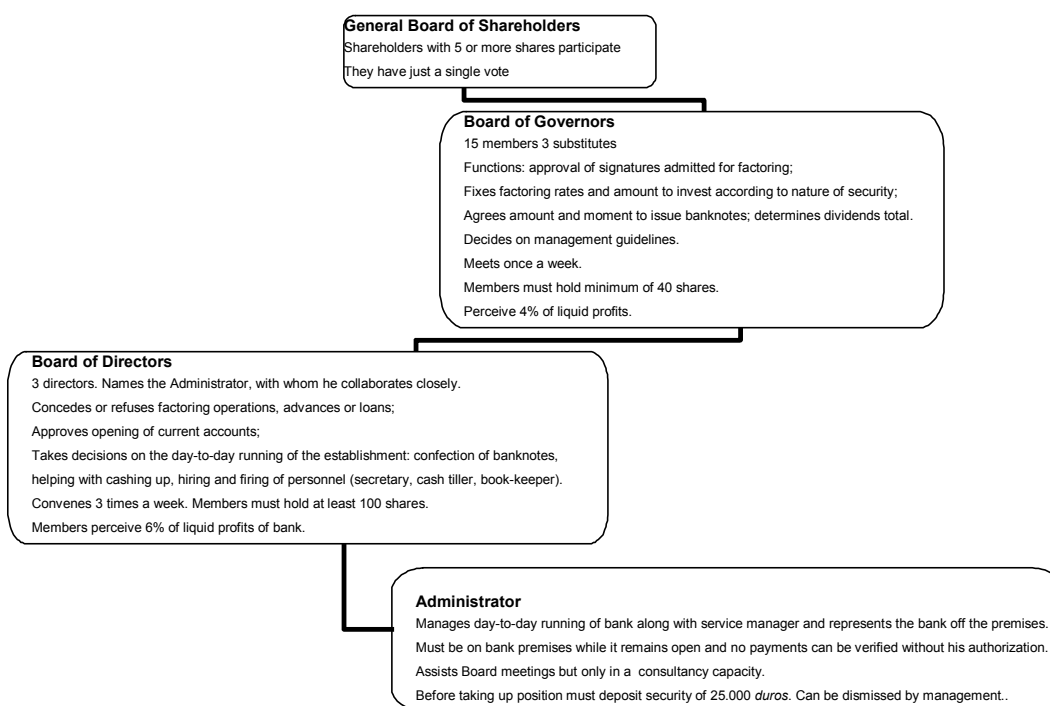 General Board of Shareholders
Shareholders with 5 or more shares participate
They have just a single vote
Board of Governors
15 members 3 substitutes
Functions: approval of signatures admitted for factoring;
Fixes factoring rates and amount to invest according to nature of security;
Agrees amount and moment to issue banknotes; determines dividends total.
Decides on management guidelines.
Meets once a week.
Members must hold minimum of 40 shares.
Perceive 4% of liquid profits.
Board of Directors
3 directors. Names the Administrator, with whom he collaborates closely.
Concedes or refuses factoring operations, advances or loans;
Approves opening of current accounts;
Takes decisions on the day-to-day running of the establishment: confection of banknotes,
helping with cashing up, hiring and firing of personnel (secretary, cash tiller, book-keeper).
Convenes 3 times a week. Members must hold at least 100 shares.
Members perceive 6% of liquid profits of bank.
Administrator
Manages day-to-day running of bank along with service manager and represents the bank off the premises.
Must be on bank premises while it remains open and no payments can be verified without his authorization.
Assists Board meetings but only in a consultancy capacity.
Before taking up position must deposit security of 25.000 duros. Can be dismissed by management..